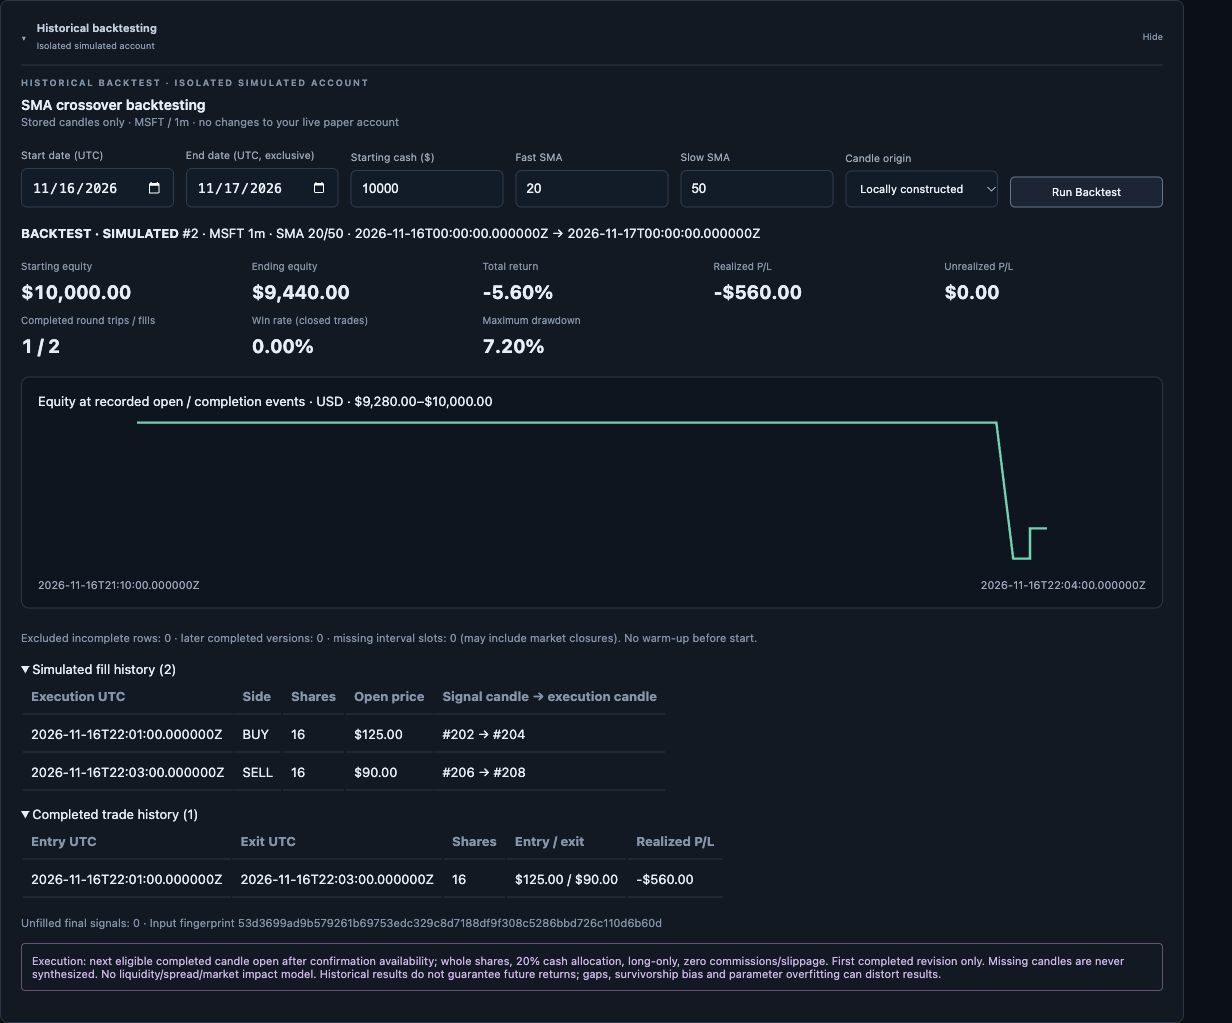 Historical backtesting
Isolated simulated account
Hide
HISTORICAL BACKTEST · ISOLATED SIMULATED ACCOUNT
SMA crossover backtesting
Stored candles only · MSFT / 1m · no changes to your live paper account
Start date (UTC)
End date (UTC, exclusive)
Starting cash ($)
Fast SMA
Slow SMA
Candle origin
11/16/2026
11/17/2026
10000
20
50
Locally constructed
Run Backtest
BACKTEST · SIMULATED #2 · MSFT 1m · SMA 20/50 · 2026-11-16T00:00:00.000000Z → 2026-11-17T00:00:00.000000Z
Starting equity
Ending equity
Total return
Realized P/L
Unrealized P/L
$10,000.00
$9,440.00
-5.60%
-$560.00
$0.00
Completed round trips / fills
Win rate (closed trades)
Maximum drawdown
1 / 2
0.00%
7.20%
Equity at recorded open / completion events · USD · $9,280.00–$10,000.00
2026-11-16T21:10:00.000000Z
2026-11-16T22:04:00.000000Z
Excluded incomplete rows: 0 · later completed versions: 0 · missing interval slots: 0 (may include market closures). No warm-up before start.
▼ Simulated fill history (2)
Execution UTC Side Shares Open price Signal candle → execution candle
2026-11-16T22:01:00.000000Z BUY 16 $125.00 #202 → #204
2026-11-16T22:03:00.000000Z SELL 16 $90.00 #206 → #208
▼ Completed trade history (1)
Entry UTC Exit UTC Shares Entry / exit Realized P/L
2026-11-16T22:01:00.000000Z 2026-11-16T22:03:00.000000Z 16 $125.00 / $90.00 -$560.00
Unfilled final signals: 0 · Input fingerprint 53d3699ad9b579261b69753edc329c8d7188df9f308c5286bbd726c110d6b60d
Execution: next eligible completed candle open after confirmation availability; whole shares, 20% cash allocation, long-only, zero commissions/slippage. First completed revision only. Missing candles are never
synthesized. No liquidity/spread/market impact model. Historical results do not guarantee future returns; gaps, survivorship bias and parameter overfitting can distort results.